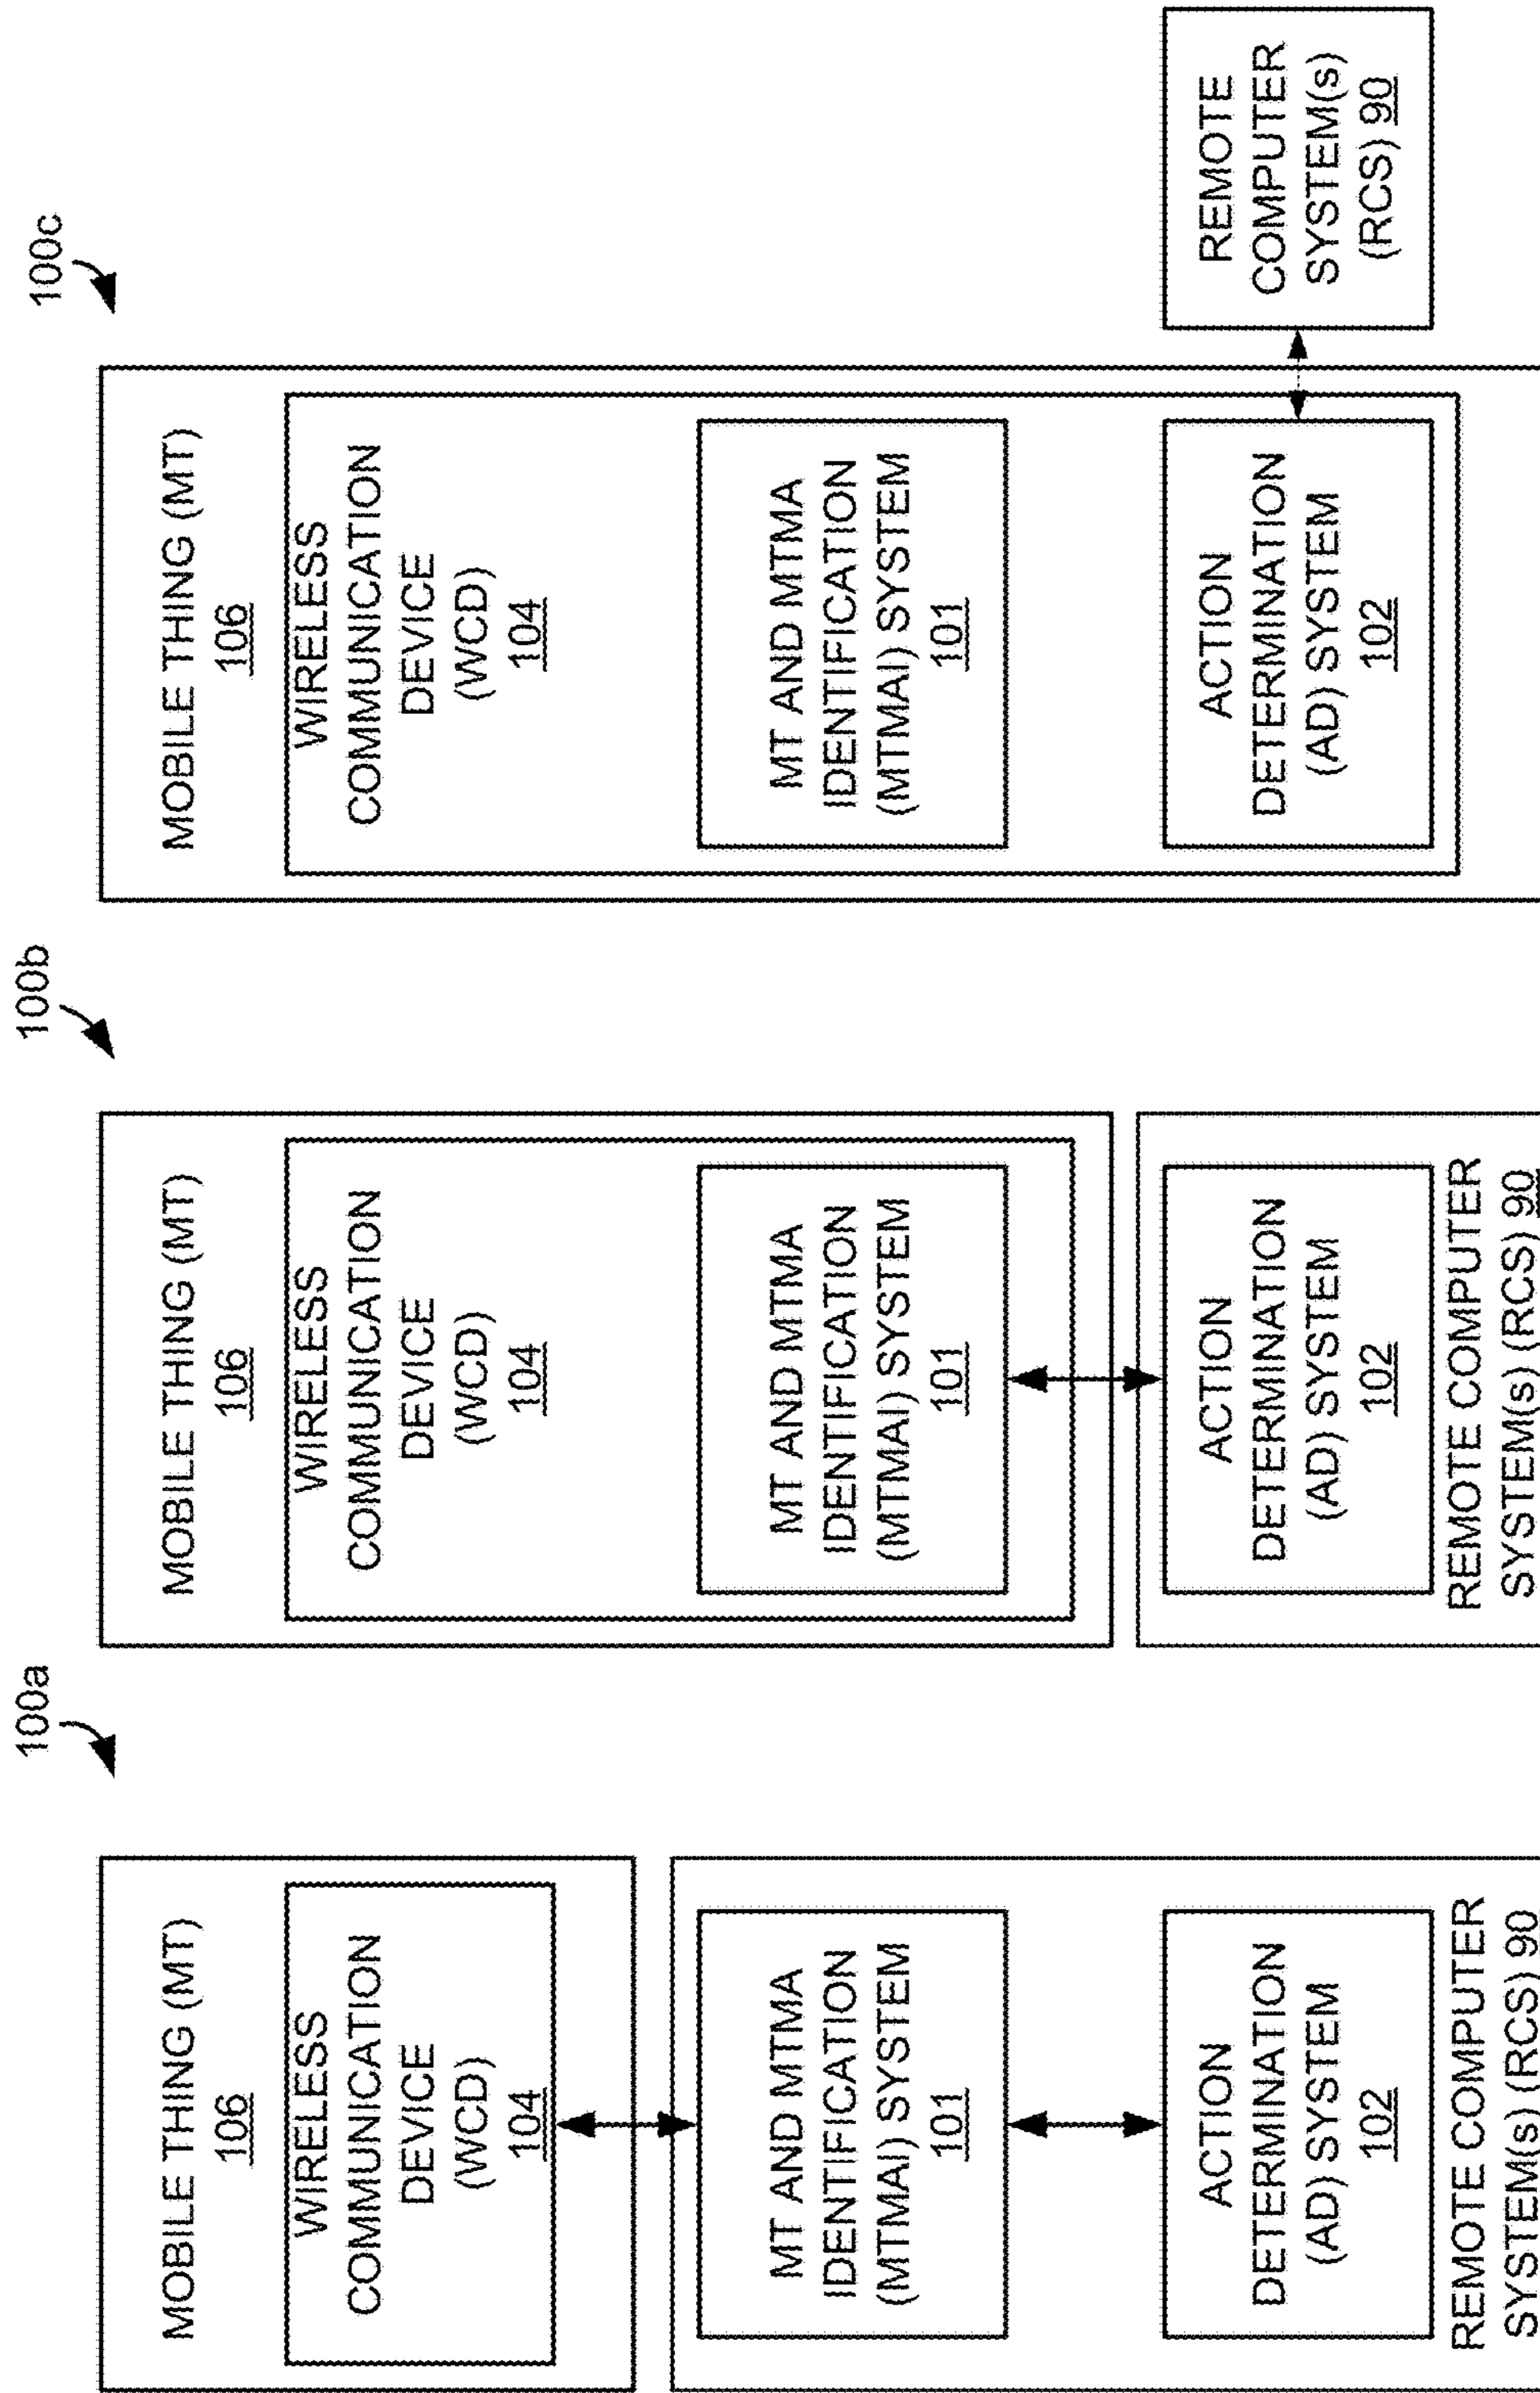 100a
MOBILE THING (MT)
106
WIRELESS
COMMUNICATION
DEVICE
(WCD)
104
MT AND MTMA
IDENTIFICATION
(MTMAI) SYSTEM
101
ACTION
DETERMINATION
(AD) SYSTEM
102
REMOTE COMPUTER
SYSTEM(s) (RCS) 90
100b
MOBILE THING (MT)
106
WIRELESS
COMMUNICATION
DEVICE
(WCD)
104
MT AND MTMA
IDENTIFICATION
(MTMAI) SYSTEM
101
ACTION
DETERMINATION
(AD) SYSTEM
102
REMOTE COMPUTER
SYSTEM(s) (RCS) 90
100c
MOBILE THING (MT)
106
WIRELESS
COMMUNICATION
DEVICE
(WCD)
104
MT AND MTMA
IDENTIFICATION
(MTMAI) SYSTEM
101
ACTION
DETERMINATION
(AD) SYSTEM
102
REMOTE
COMPUTER
SYSTEM(s)
(RCS) 90